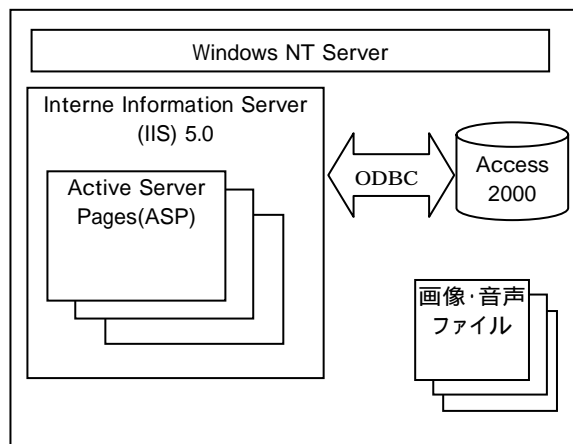 Windows NT Server
Interne Information Server
(IIS) 5.0
Active Server
Pages(ASP)
ODBC
Access
2000
画像・音声
ファイル